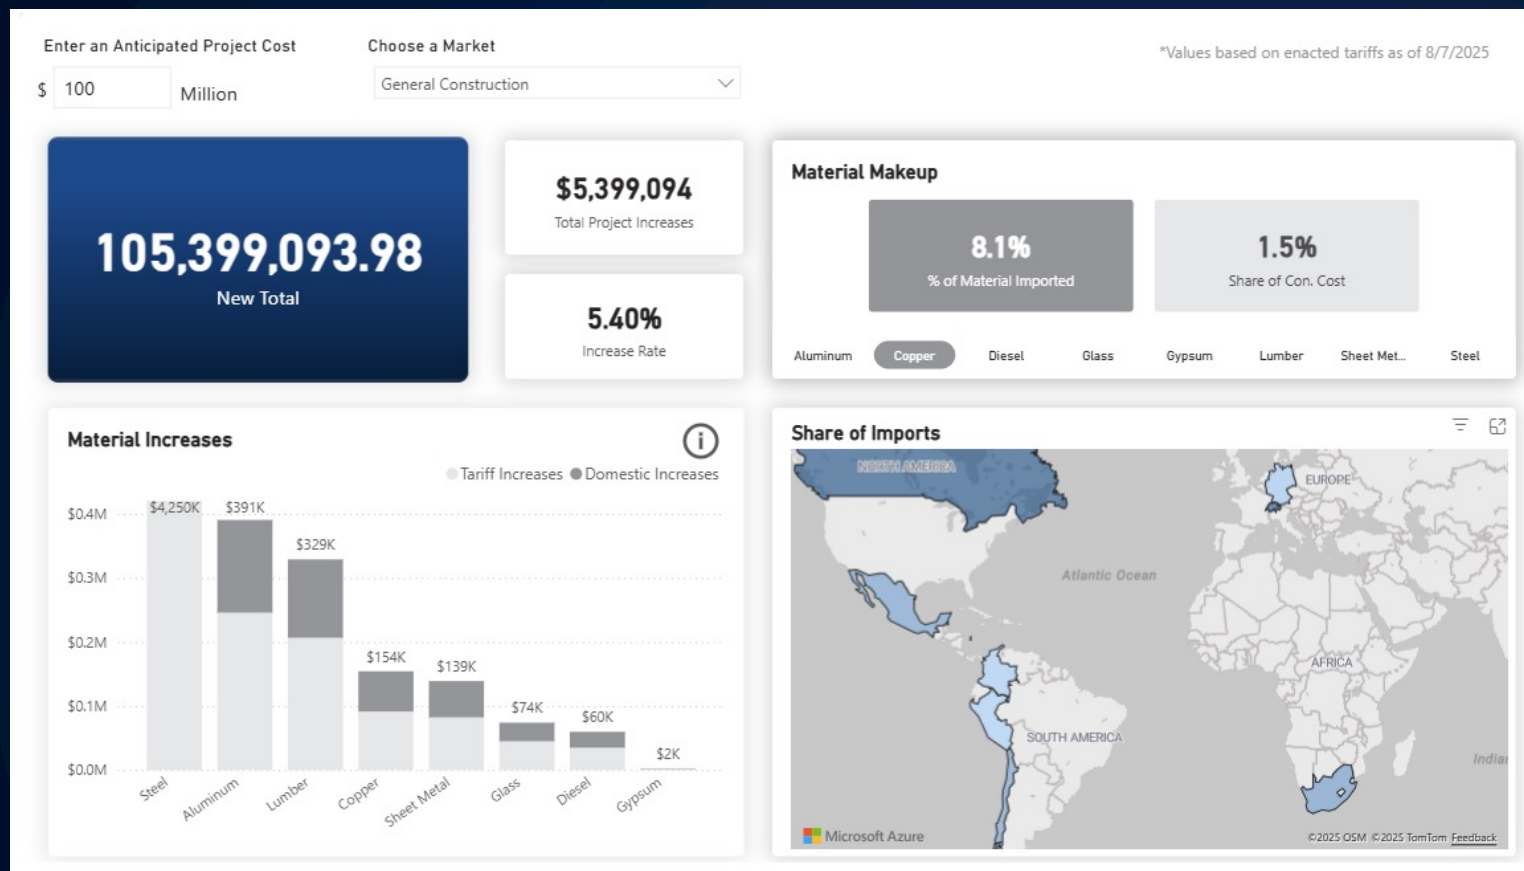 Enter an Anticipated Project Cost
Choose a Market
*Values based on enacted tariffs as of 8/7/2025
$ 100 Million
General Construction
105,399,093.98
New Total
$5,399,094
Total Project Increases
5.40%
Increase Rate
Material Makeup
8.1%
% of Material Imported
1.5%
Share of Con. Cost
Aluminum Copper Diesel Glass Gypsum Lumber Sheet Met... Steel
Material Increases
i
Tariff Increases Domestic Increases
$0.4M
$0.3M
$0.2M
$0.1M
$0.0M
$4,250K
$391K
$329K
$154K
$139K
$74K
$60K
$2K
Steel
Aluminum
Lumber
Copper
Sheet Metal
Glass
Diesel
Gypsum
Share of Imports
NORTH AMERICA
EUROPE
Atlantic Ocean
AFRICA
SOUTH AMERICA
Indian
Microsoft Azure
©2025 OSM ©2025 TomTom Feedback